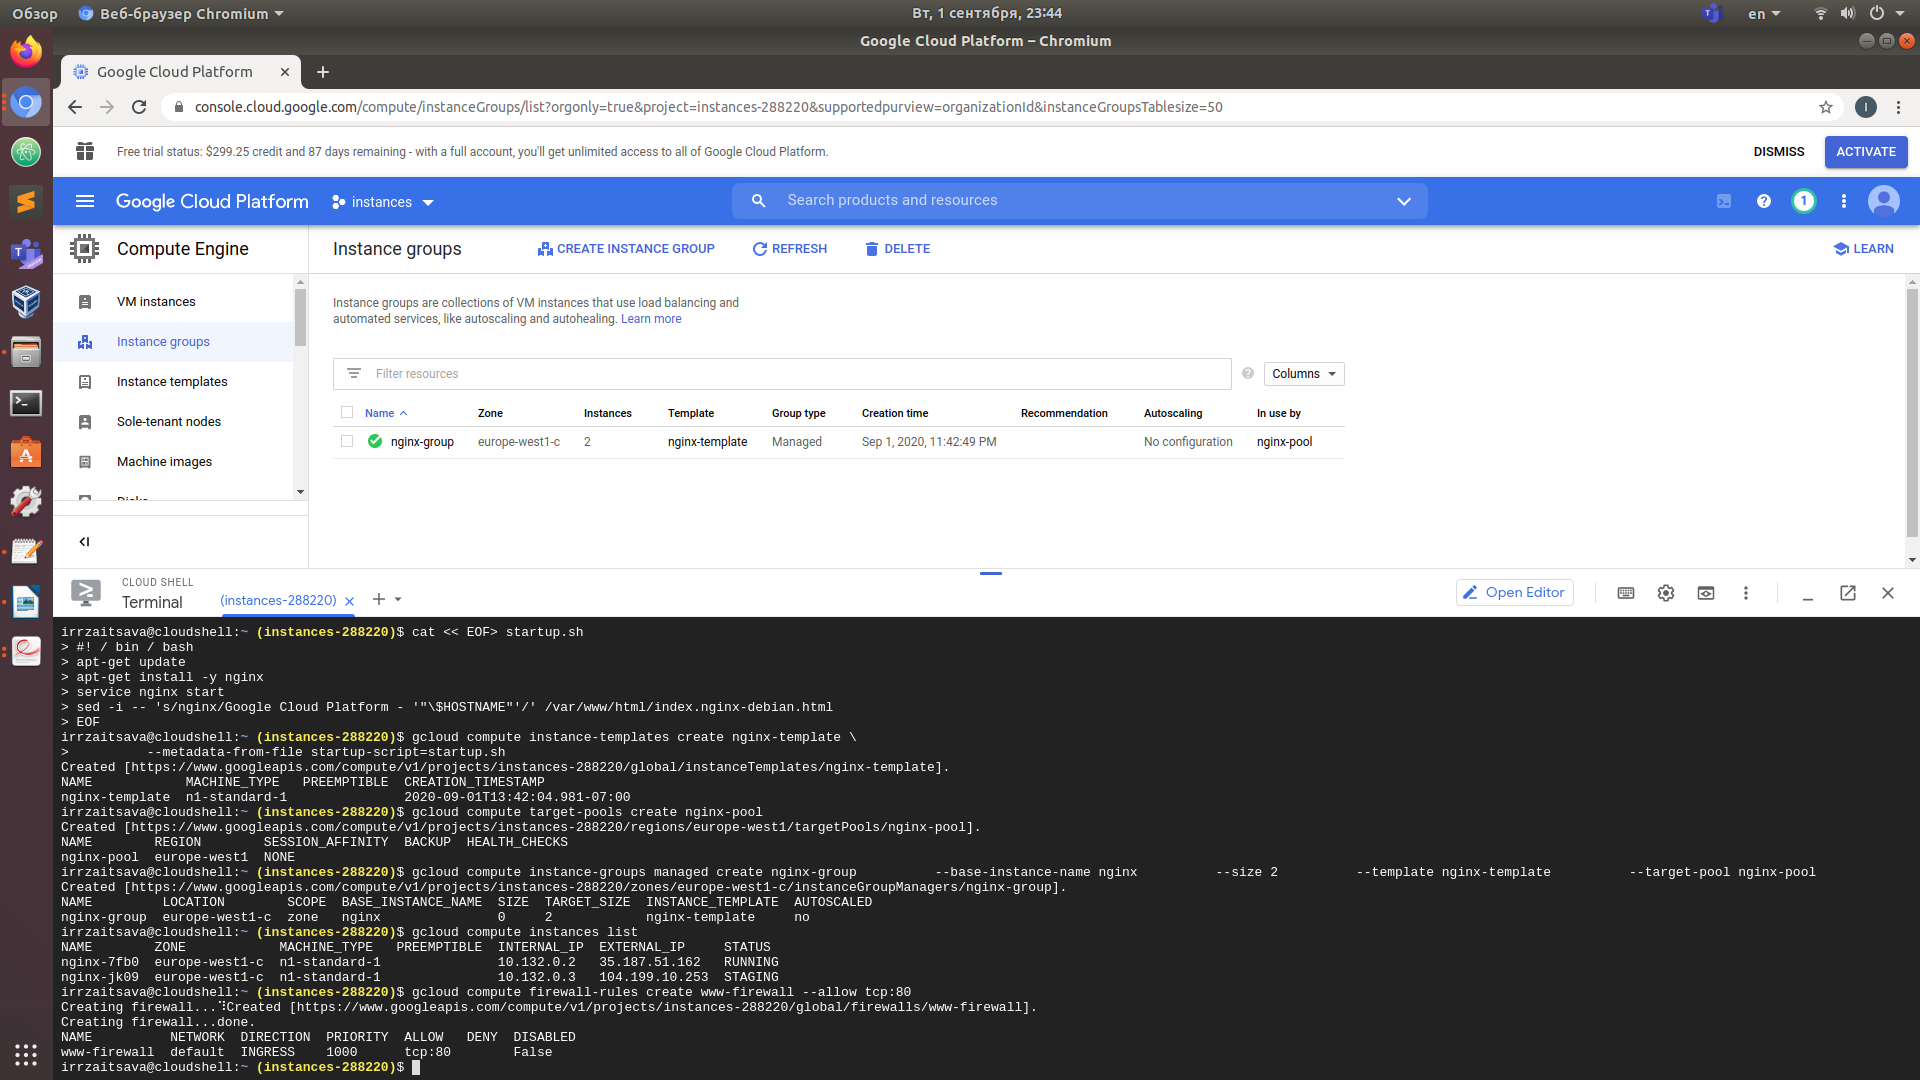 Обзор
Веб-браузер Chromium
Вт, 1 сентября, 23:44
en
Google Cloud Platform – Chromium
Google Cloud Platform
console.cloud.google.com/compute/instanceGroups/list?orgonly=true&project=instances-288220&supportedpurview=organizationId&instanceGroupsTablesize=50
I
Free trial status: $299.25 credit and 87 days remaining - with a full account, you'll get unlimited access to all of Google Cloud Platform.
DISMISS
ACTIVATE
Google Cloud Platform
instances
Search products and resources
1
Compute Engine
Instance groups
CREATE INSTANCE GROUP
REFRESH
DELETE
LEARN
VM instances
Instance groups
Instance templates
Sole-tenant nodes
Machine images
Disks
Instance groups are collections of VM instances that use load balancing and
automated services, like autoscaling and autohealing. Learn more
Filter resources
Columns
Name Zone Instances Template Group type Creation time Recommendation Autoscaling In use by
nginx-group europe-west1-c 2 nginx-template Managed Sep 1, 2020, 11:42:49 PM No configuration nginx-pool
CLOUD SHELL
Terminal
(instances-288220)
Open Editor
irrzaitsava@cloudshell:~ (instances-288220)$ cat << EOF> startup.sh
> #! / bin / bash
> apt-get update
> apt-get install -y nginx
> service nginx start
> sed -i -- 's/nginx/Google Cloud Platform - '"\$HOSTNAME"'/' /var/www/html/index.nginx-debian.html
> EOF
irrzaitsava@cloudshell:~ (instances-288220)$ gcloud compute instance-templates create nginx-template \
> --metadata-from-file startup-script=startup.sh
Created [https://www.googleapis.com/compute/v1/projects/instances-288220/global/instanceTemplates/nginx-template].
NAME MACHINE_TYPE PREEMPTIBLE CREATION_TIMESTAMP
nginx-template n1-standard-1 2020-09-01T13:42:04.981-07:00
irrzaitsava@cloudshell:~ (instances-288220)$ gcloud compute target-pools create nginx-pool
Created [https://www.googleapis.com/compute/v1/projects/instances-288220/regions/europe-west1/targetPools/nginx-pool].
NAME REGION SESSION_AFFINITY BACKUP HEALTH_CHECKS
nginx-pool europe-west1 NONE
irrzaitsava@cloudshell:~ (instances-288220)$ gcloud compute instance-groups managed create nginx-group --base-instance-name nginx --size 2 --template nginx-template --target-pool nginx-pool
Created [https://www.googleapis.com/compute/v1/projects/instances-288220/zones/europe-west1-c/instanceGroupManagers/nginx-group].
NAME LOCATION SCOPE BASE_INSTANCE_NAME SIZE TARGET_SIZE INSTANCE_TEMPLATE AUTOSCALED
nginx-group europe-west1-c zone nginx 0 2 nginx-template no
irrzaitsava@cloudshell:~ (instances-288220)$ gcloud compute instances list
NAME ZONE MACHINE_TYPE PREEMPTIBLE INTERNAL_IP EXTERNAL_IP STATUS
nginx-7fb0 europe-west1-c n1-standard-1 10.132.0.2 35.187.51.162 RUNNING
nginx-jk09 europe-west1-c n1-standard-1 10.132.0.3 104.199.10.253 STAGING
irrzaitsava@cloudshell:~ (instances-288220)$ gcloud compute firewall-rules create www-firewall --allow tcp:80
Creating firewall...⠹Created [https://www.googleapis.com/compute/v1/projects/instances-288220/global/firewalls/www-firewall].
Creating firewall...done.
NAME NETWORK DIRECTION PRIORITY ALLOW DENY DISABLED
www-firewall default INGRESS 1000 tcp:80 False
irrzaitsava@cloudshell:~ (instances-288220)$